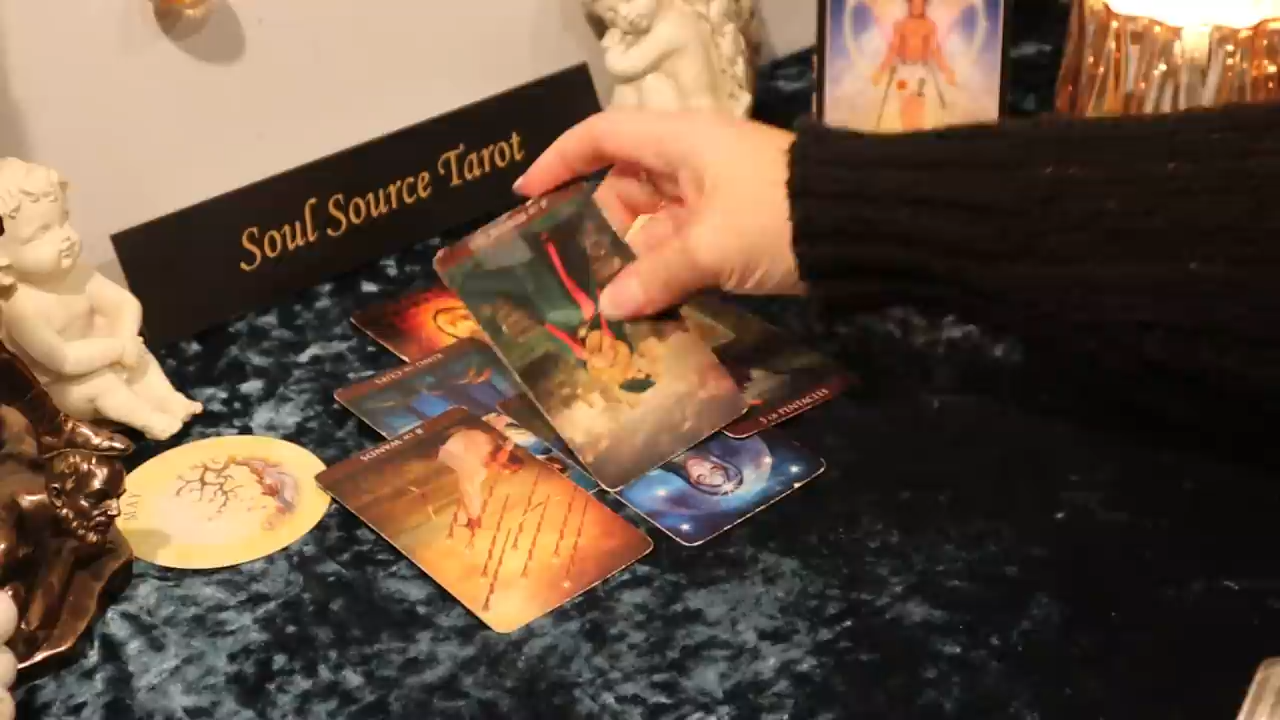 Soul Source Tarot
KING OF CUPS
8 OF WANDS
3 OF PENTACLES
MAY